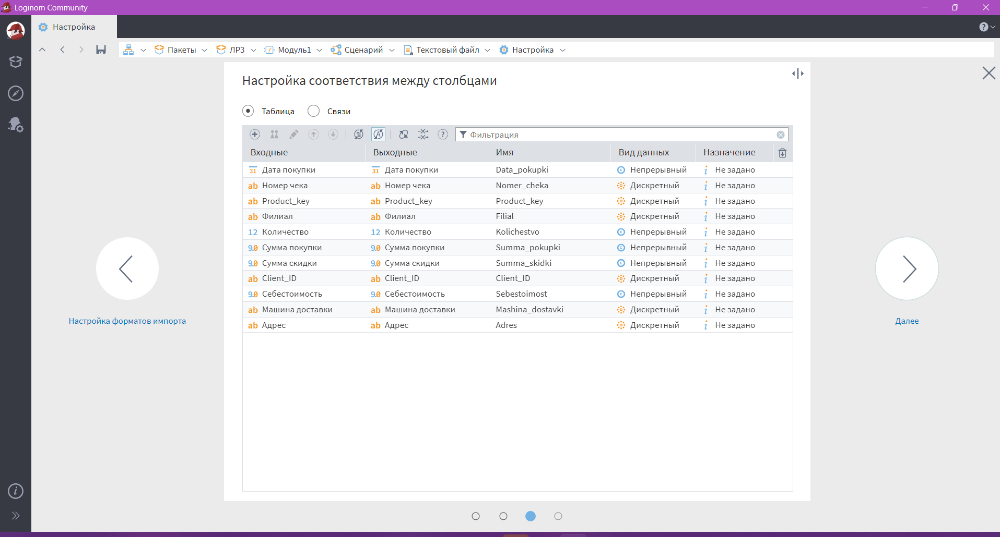 Loginom Community
Настройка
Пакеты ЛР3 Модуль1 Сценарий Текстовый файл Настройка
Настройка соответствия между столбцами
Таблица Связи
Фильтрация
Входные Выходные Имя Вид данных Назначение
31 Дата покупки 31 Дата покупки Data_pokupki Непрерывный Не задано
ab Номер чека ab Номер чека Nomer_cheka Дискретный Не задано
ab Product_key ab Product_key Product_key Дискретный Не задано
ab Филиал ab Филиал Filial Дискретный Не задано
12 Количество 12 Количество Kolichestvo Непрерывный Не задано
9.0 Сумма покупки 9.0 Сумма покупки Summa_pokupki Непрерывный Не задано
9.0 Сумма скидки 9.0 Сумма скидки Summa_skidki Непрерывный Не задано
ab Client_ID ab Client_ID Client_ID Дискретный Не задано
9.0 Себестоимость 9.0 Себестоимость Sebestoimost Непрерывный Не задано
ab Машина доставки ab Машина доставки Mashina_dostavki Дискретный Не задано
ab Адрес ab Адрес Adres Дискретный Не задано
Настройка форматов импорта
Далее